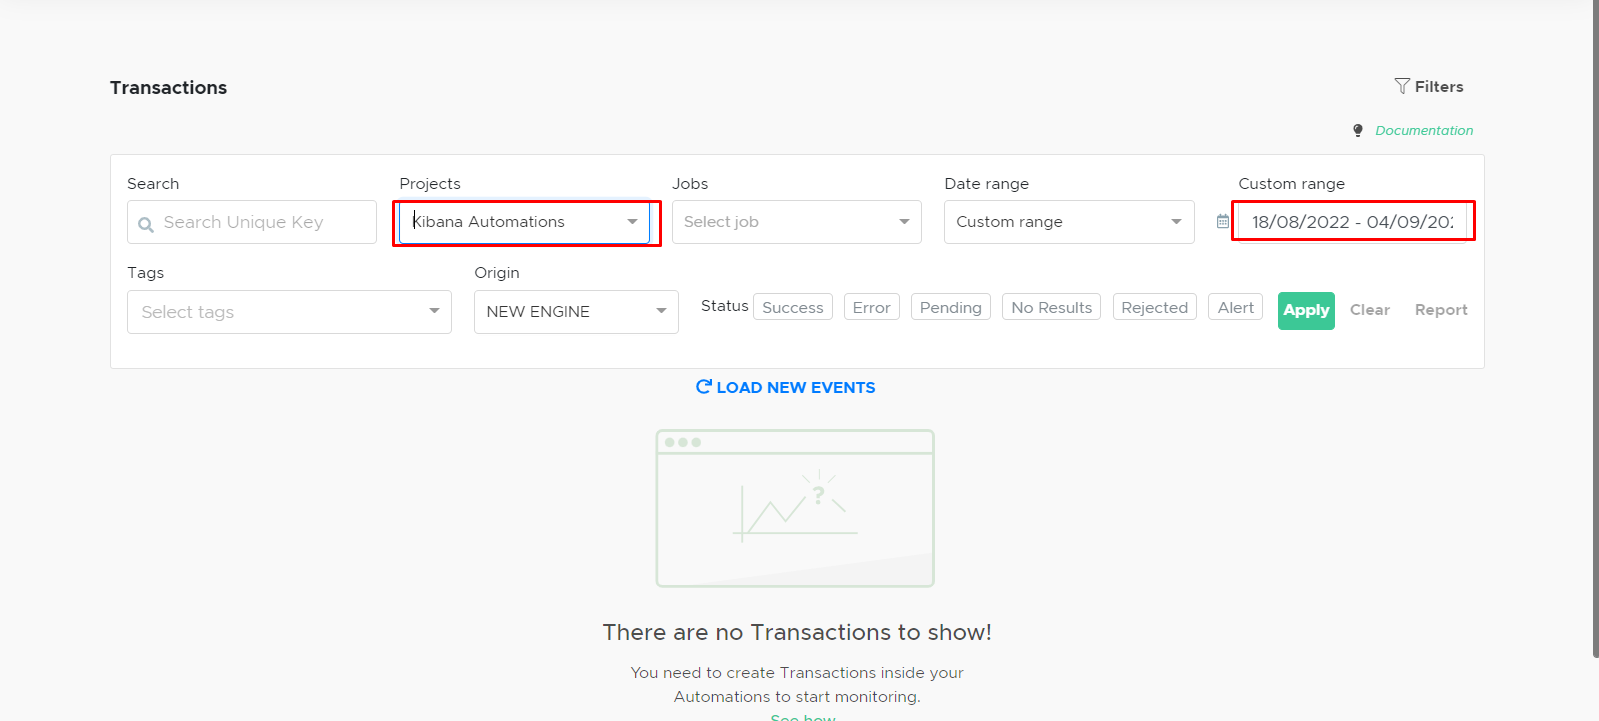 Transactions
Filters
Documentation
Search
Projects
Jobs
Date range
Custom range
Search Unique Key
Kibana Automations
Select job
Custom range
18/08/2022 - 04/09/202
Tags
Origin
Select tags
NEW ENGINE
Status
Success
Error
Pending
No Results
Rejected
Alert
Apply
Clear
Report
LOAD NEW EVENTS
?
There are no Transactions to show!
You need to create Transactions inside your
Automations to start monitoring.
See how